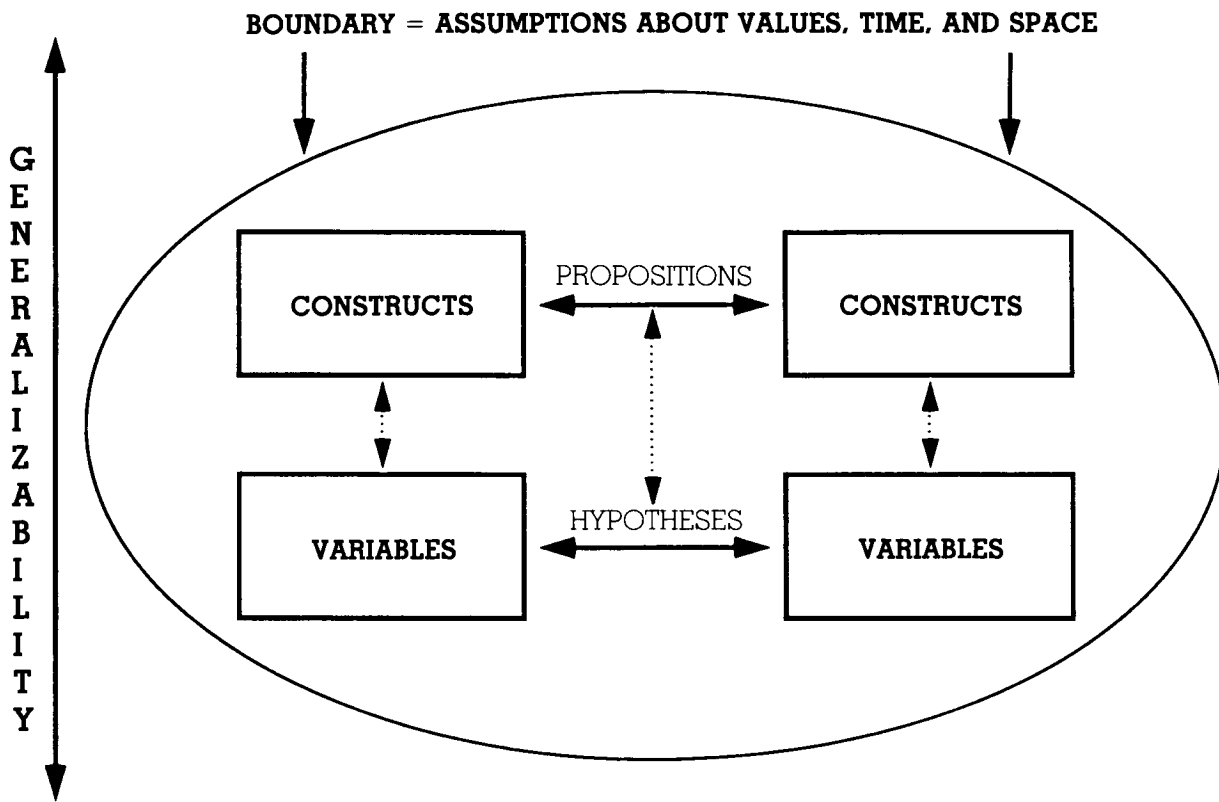 BOUNDARY = ASSUMPTIONS ABOUT VALUES, TIME, AND SPACE
GENERALIZABILITY
PROPOSITIONS
CONSTRUCTS
CONSTRUCTS
HYPOTHESES
VARIABLES
VARIABLES